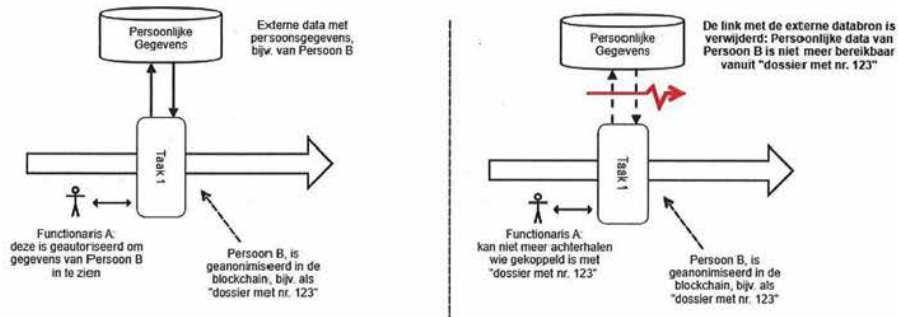 Persoonlijke
Gegevens
Externe data met
persoonsgegevens,
bijv. van Persoon B
Taak 1
Functionaris A:
deze is geautoriseerd om
gegevens van Persoon B
in te zien
Persoon B, is
geanonimiseerd in de
blockchain, bijv. als
"dossier met nr. 123"
Persoonlijke
Gegevens
De link met de externe databron is
verwijderd: Persoonlijke data van
Persoon B is niet meer bereikbaar
vanuit "dossier met nr. 123"
Taak 1
Functionaris A:
kan niet meer achterhalen
wie gekoppeld is met
"dossier met nr. 123"
Persoon B, is
geanonimiseerd in de
blockchain, bijv. als
"dossier met nr. 123"